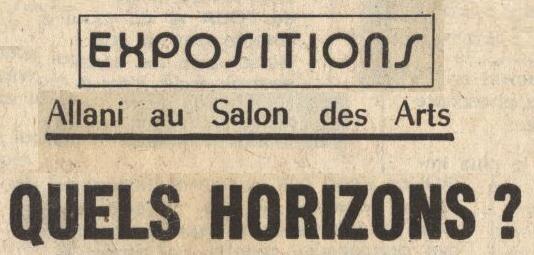 EXPOSITIONS
Allani au Salon des Arts
QUELS HORIZONS ?